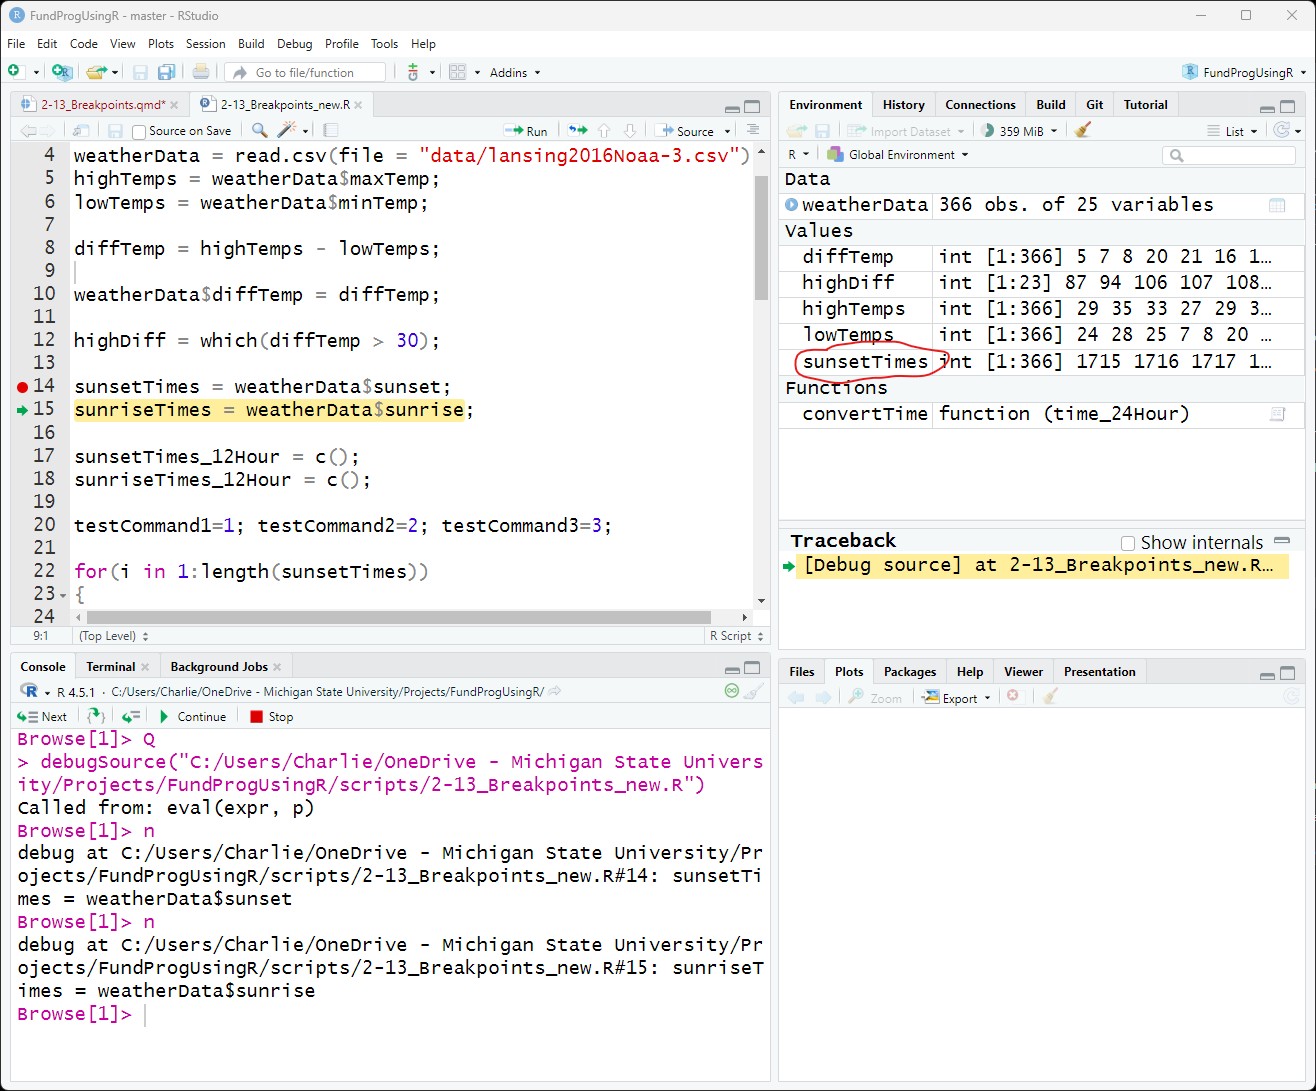 FundProgUsingR - master - RStudio
File Edit Code View Plots Session Build Debug Profile Tools Help
Go to file/function Addins FundProgUsingR
2-13_Breakpoints.qmd* 2-13_Breakpoints_new.R
Source on Save Run Source
4 weatherData = read.csv(file = "data/lansing2016Noaa-3.csv")
5 highTemps = weatherData$maxTemp;
6 lowTemps = weatherData$minTemp;
7
8 diffTemp = highTemps - lowTemps;
9
10 weatherData$diffTemp = diffTemp;
11
12 highDiff = which(diffTemp > 30);
13
14 sunsetTimes = weatherData$sunset;
15 sunriseTimes = weatherData$sunrise;
16
17 sunsetTimes_12Hour = c();
18 sunriseTimes_12Hour = c();
19
20 testCommand1=1; testCommand2=2; testCommand3=3;
21
22 for(i in 1:length(sunsetTimes))
23 {
24
9:1 (Top Level) R Script
Console Terminal Background Jobs
R 4.5.1 · C:/Users/Charlie/OneDrive - Michigan State University/Projects/FundProgUsingR/
Next Continue Stop
Browse[1]> Q
> debugSource("C:/Users/Charlie/OneDrive - Michigan State Univers
ity/Projects/FundProgUsingR/scripts/2-13_Breakpoints_new.R")
Called from: eval(expr, p)
Browse[1]> n
debug at C:/Users/Charlie/OneDrive - Michigan State University/Pr
ojects/FundProgUsingR/scripts/2-13_Breakpoints_new.R#14: sunsetTi
mes = weatherData$sunset
Browse[1]> n
debug at C:/Users/Charlie/OneDrive - Michigan State University/Pr
ojects/FundProgUsingR/scripts/2-13_Breakpoints_new.R#15: sunriseT
imes = weatherData$sunrise
Browse[1]>
Environment History Connections Build Git Tutorial
Import Dataset 359 MiB List
R Global Environment
Data
weatherData 366 obs. of 25 variables
Values
diffTemp int [1:366] 5 7 8 20 21 16 1…
highDiff int [1:23] 87 94 106 107 108…
highTemps int [1:366] 29 35 33 27 29 3…
lowTemps int [1:366] 24 28 25 7 8 20 …
sunsetTimes int [1:366] 1715 1716 1717 1…
Functions
convertTime function (time_24Hour)
Traceback Show internals
[Debug source] at 2-13_Breakpoints_new.R…
Files Plots Packages Help Viewer Presentation
Zoom Export